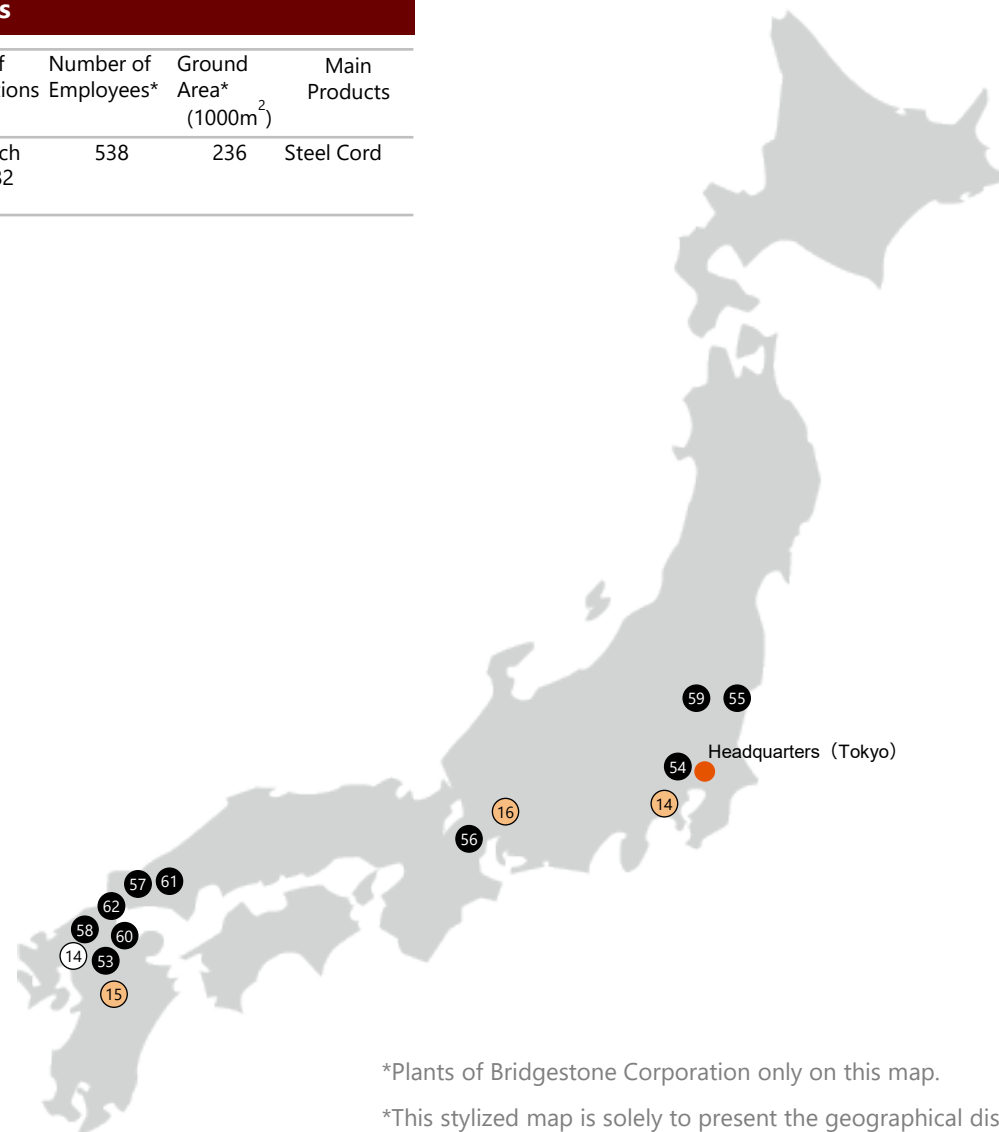 s
f Number of Ground Main
ions Employees* Area* Products
(1000m2)
ch 538 236 Steel Cord
32
59 55
Headquarters（Tokyo）
54
14
16
56
57 61
62
58 60
14 53
15
*Plants of Bridgestone Corporation only on this map.
*This stylized map is solely to present the geographical dis